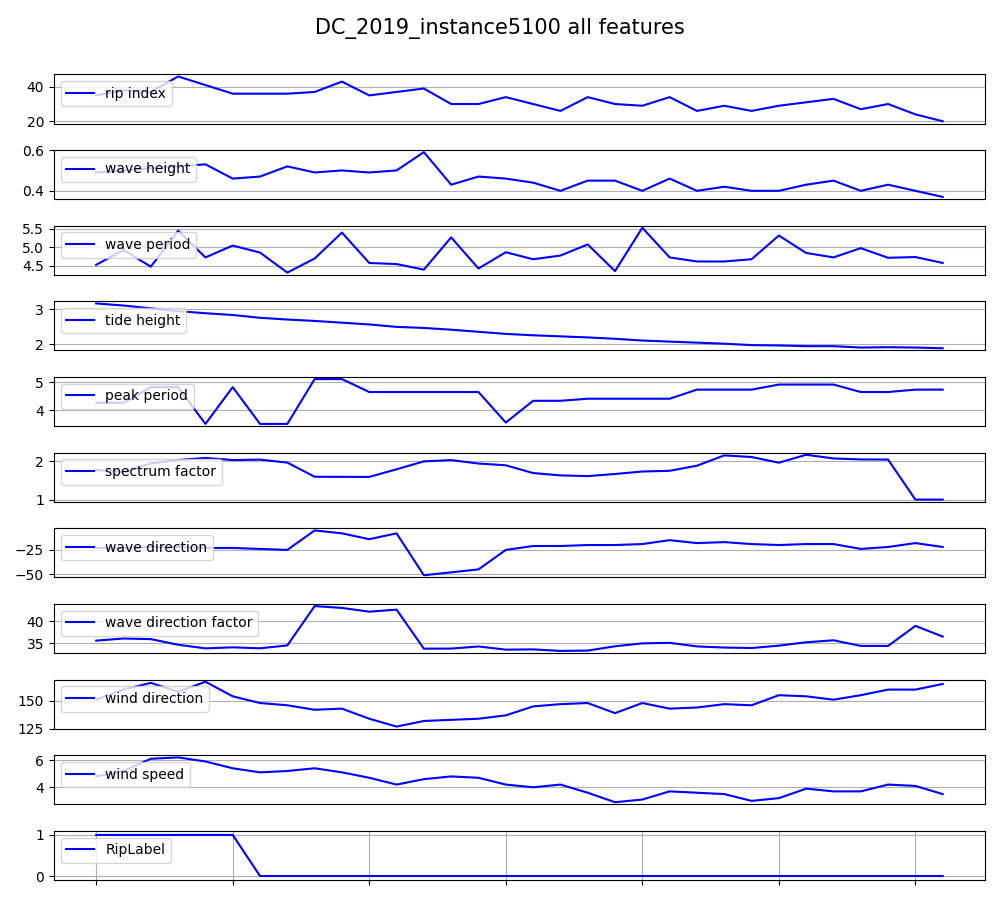 DC_2019_instance5100 all features
40
20
rip index
0.6
0.4
wave height
5.5
5.0
4.5
wave period
3
2
tide height
5
4
peak period
2
1
spectrum factor
−25
−50
wave direction
40
35
wave direction factor
150
125
wind direction
6
4
wind speed
1
0
RipLabel